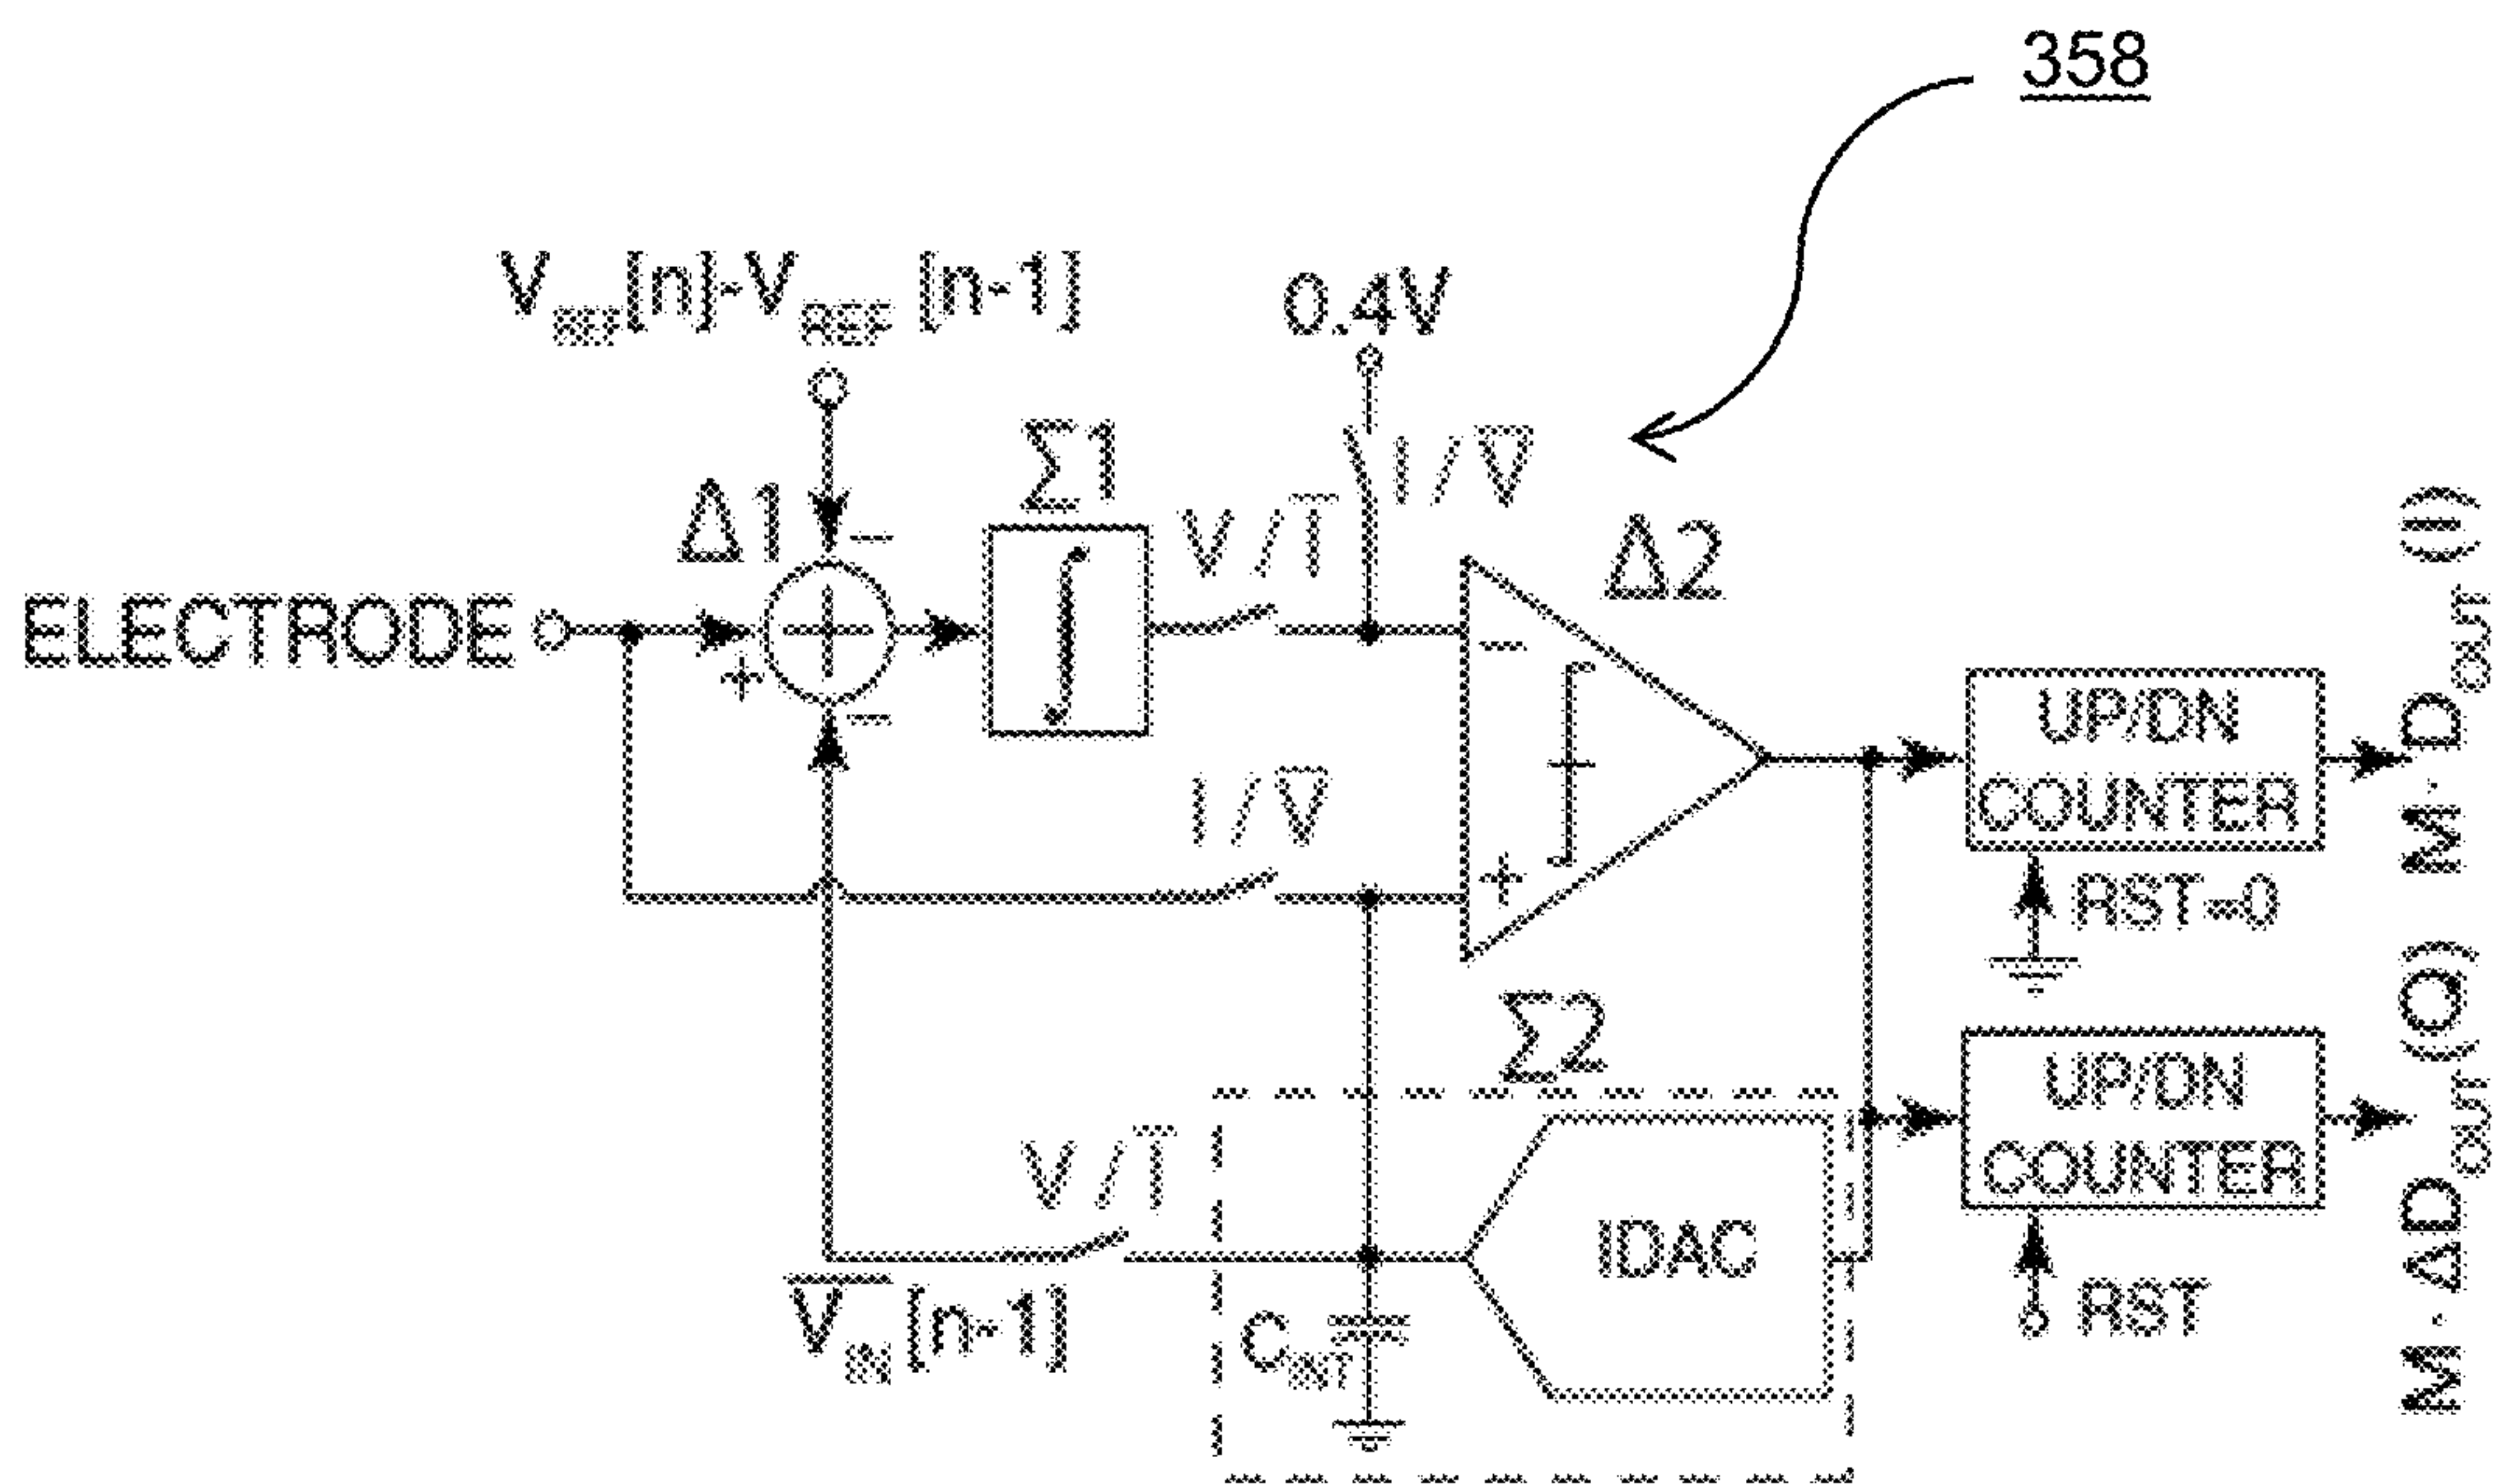 358
V_REF[n]-V_REF [n-1]
0.4V
Σ1
I/V̅
Δ1
−
V/T̅
Δ2
ELECTRODE
+
−
−
UP/DN
COUNTER
M·D_OUT (I)
I/V̅
+
RST=0
Σ2
V/T̅
IDAC
UP/DN
COUNTER
M·ΔD_OUT (O)
V̅_IN̅[n-1]
C_INT
RST